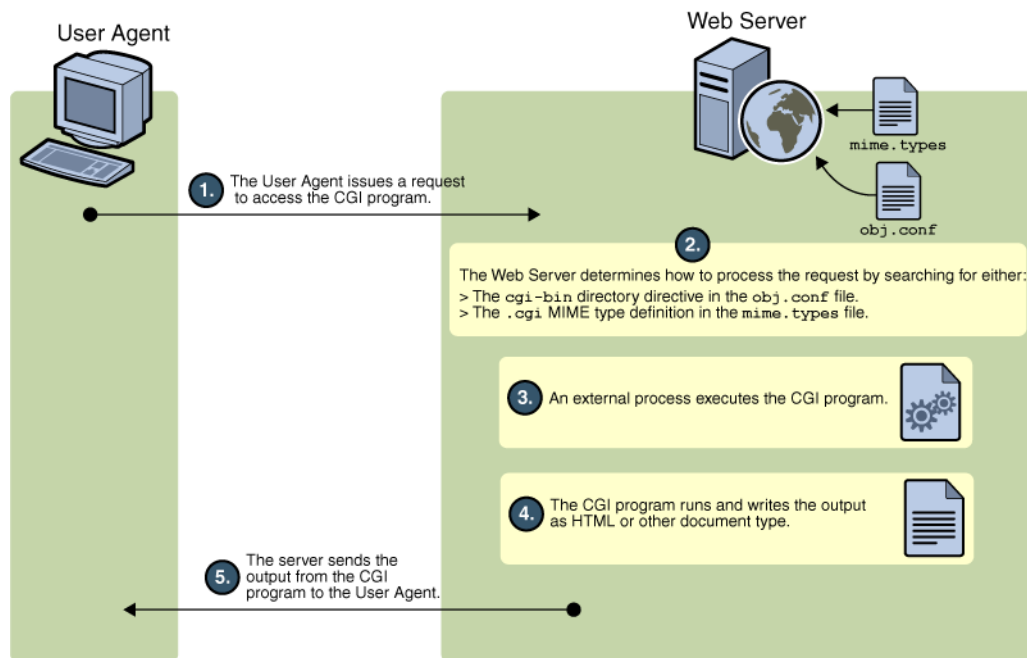 User Agent
Web Server
mime.types
obj.conf
1. The User Agent issues a request
to access the CGI program.
2.
The Web Server determines how to process the request by searching for either:
> The cgi-bin directory directive in the obj.conf file.
> The .cgi MIME type definition in the mime.types file.
3. An external process executes the CGI program.
4. The CGI program runs and writes the output
as HTML or other document type.
5. The server sends the
output from the CGI
program to the User Agent.